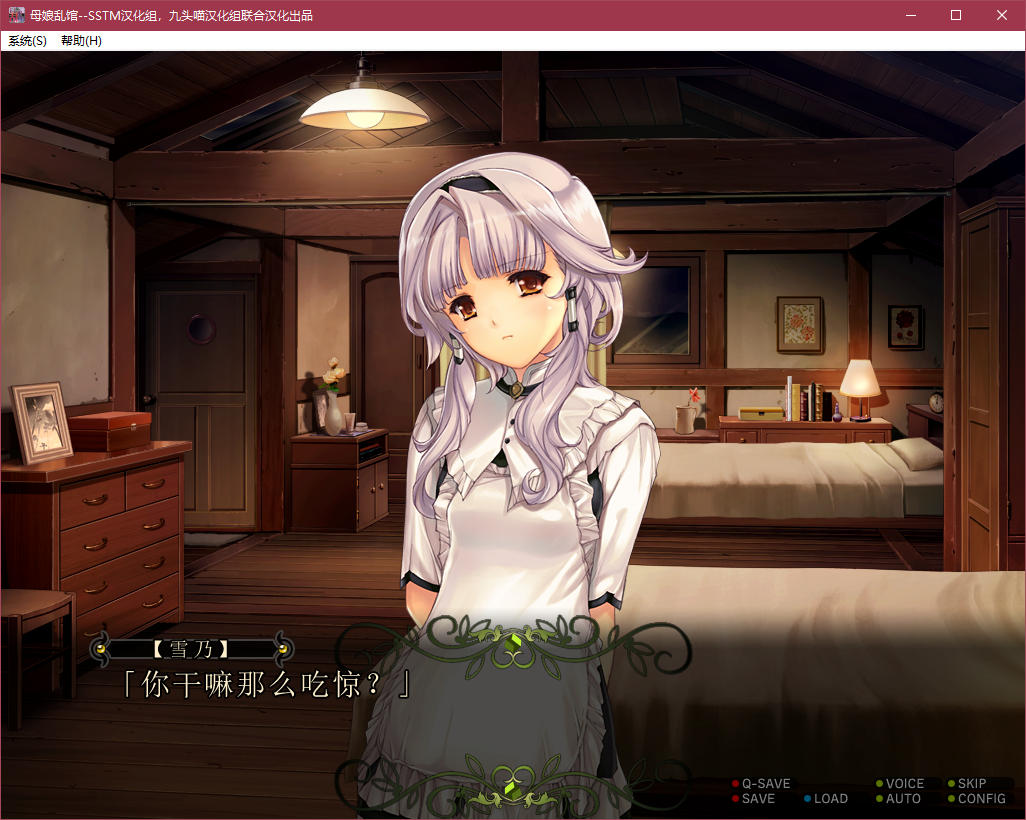 母娘乱馆--SSTM汉化组，九头喵汉化组联合汉化出品
系统(S) 帮助(H)
【雪乃】
「你干嘛那么吃惊？」
Q-SAVE VOICE SKIP
SAVE LOAD AUTO CONFIG